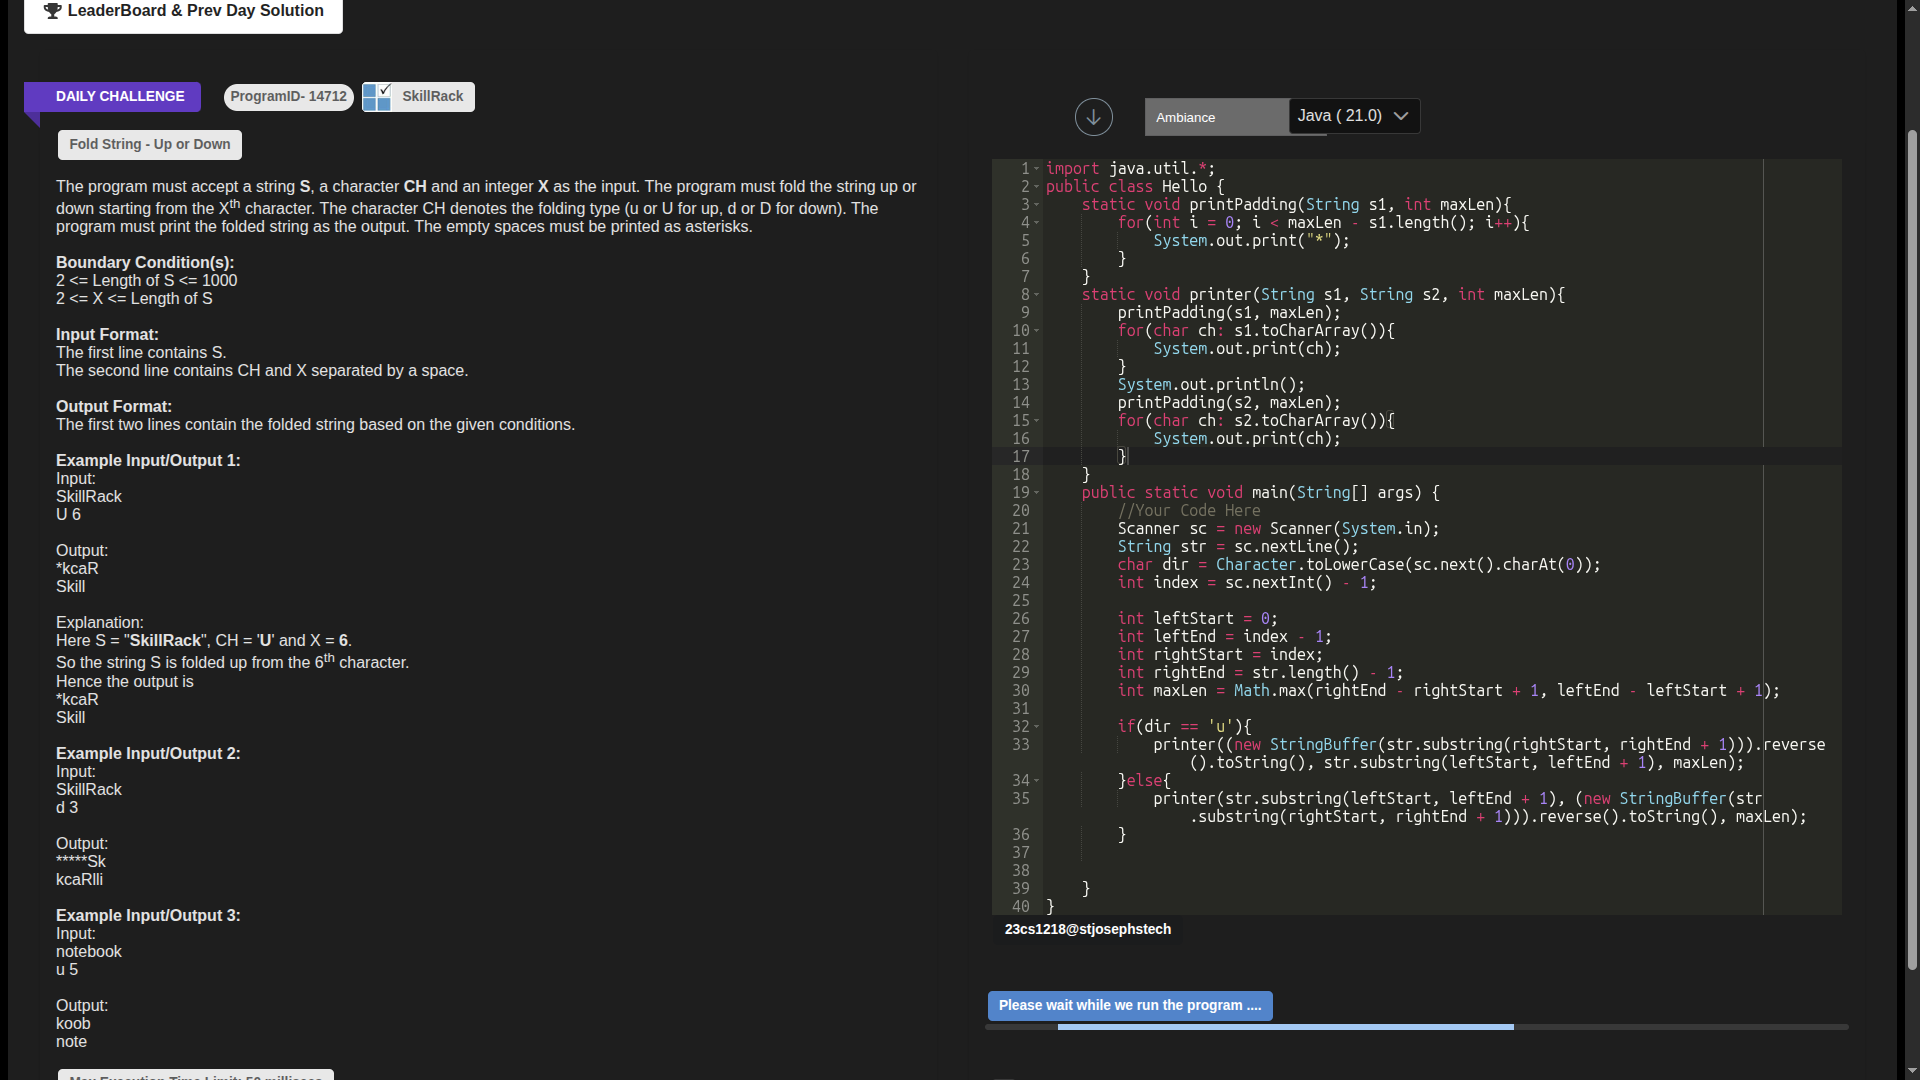 LeaderBoard & Prev Day Solution
DAILY CHALLENGE
ProgramID- 14712
SkillRack
Fold String - Up or Down
The program must accept a string S, a character CH and an integer X as the input. The program must fold the string up or
down starting from the Xth character. The character CH denotes the folding type (u or U for up, d or D for down). The
program must print the folded string as the output. The empty spaces must be printed as asterisks.
Boundary Condition(s):
2 <= Length of S <= 1000
2 <= X <= Length of S
Input Format:
The first line contains S.
The second line contains CH and X separated by a space.
Output Format:
The first two lines contain the folded string based on the given conditions.
Example Input/Output 1:
Input:
SkillRack
U 6
Output:
*kcaR
Skill
Explanation:
Here S = "SkillRack", CH = 'U' and X = 6.
So the string S is folded up from the 6th character.
Hence the output is
*kcaR
Skill
Example Input/Output 2:
Input:
SkillRack
d 3
Output:
*****Sk
kcaRlli
Example Input/Output 3:
Input:
notebook
u 5
Output:
koob
note
Max Execution Time Limit: 50 millisecs
Ambiance
Java ( 21.0)
1 import java.util.*;
2 public class Hello {
3     static void printPadding(String s1, int maxLen){
4         for(int i = 0; i < maxLen - s1.length(); i++){
5             System.out.print("*");
6         }
7     }
8     static void printer(String s1, String s2, int maxLen){
9         printPadding(s1, maxLen);
10         for(char ch: s1.toCharArray()){
11             System.out.print(ch);
12         }
13         System.out.println();
14         printPadding(s2, maxLen);
15         for(char ch: s2.toCharArray()){
16             System.out.print(ch);
17         }
18     }
19     public static void main(String[] args) {
20         //Your Code Here
21         Scanner sc = new Scanner(System.in);
22         String str = sc.nextLine();
23         char dir = Character.toLowerCase(sc.next().charAt(0));
24         int index = sc.nextInt() - 1;
25
26         int leftStart = 0;
27         int leftEnd = index - 1;
28         int rightStart = index;
29         int rightEnd = str.length() - 1;
30         int maxLen = Math.max(rightEnd - rightStart + 1, leftEnd - leftStart + 1);
31
32         if(dir == 'u'){
33             printer((new StringBuffer(str.substring(rightStart, rightEnd + 1))).reverse
().toString(), str.substring(leftStart, leftEnd + 1), maxLen);
34         }else{
35             printer(str.substring(leftStart, leftEnd + 1), (new StringBuffer(str
.substring(rightStart, rightEnd + 1))).reverse().toString(), maxLen);
36         }
37
38
39     }
40 }
23cs1218@stjosephstech
Please wait while we run the program ....